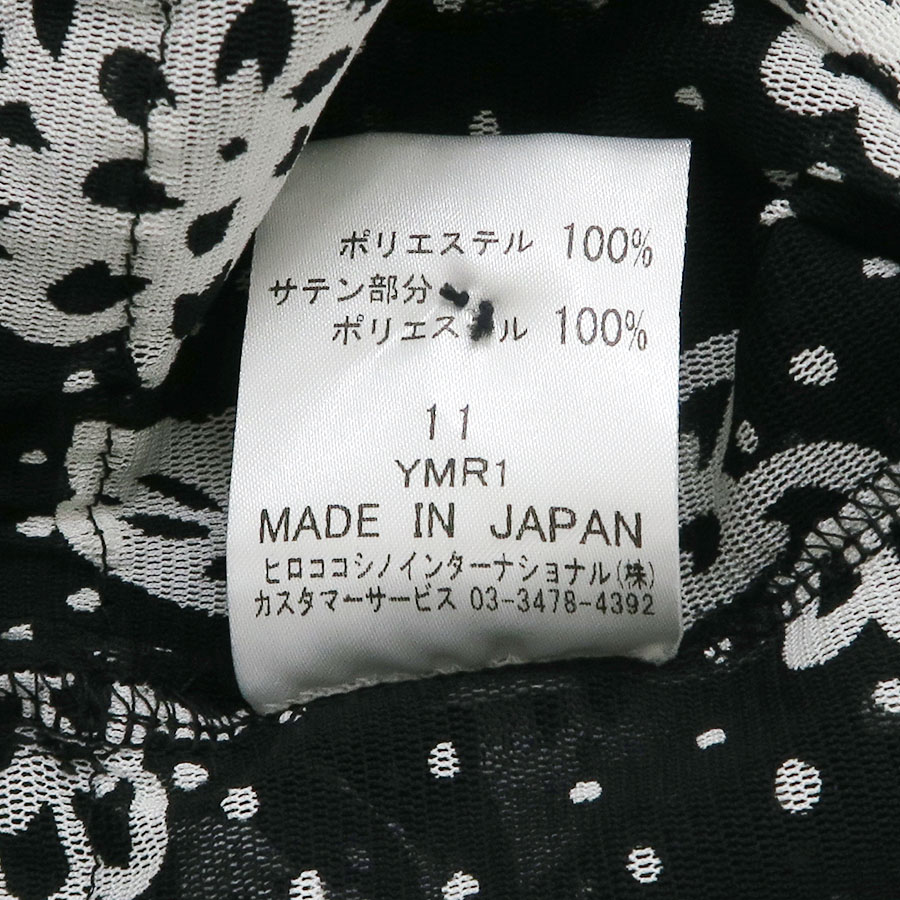 ポリエステル 100%
サテン部分
ポリエステル 100%
11
YMR1
MADE IN JAPAN
ヒロココシノインターナショナル(株)
カスタマーサービス 03-3478-4392